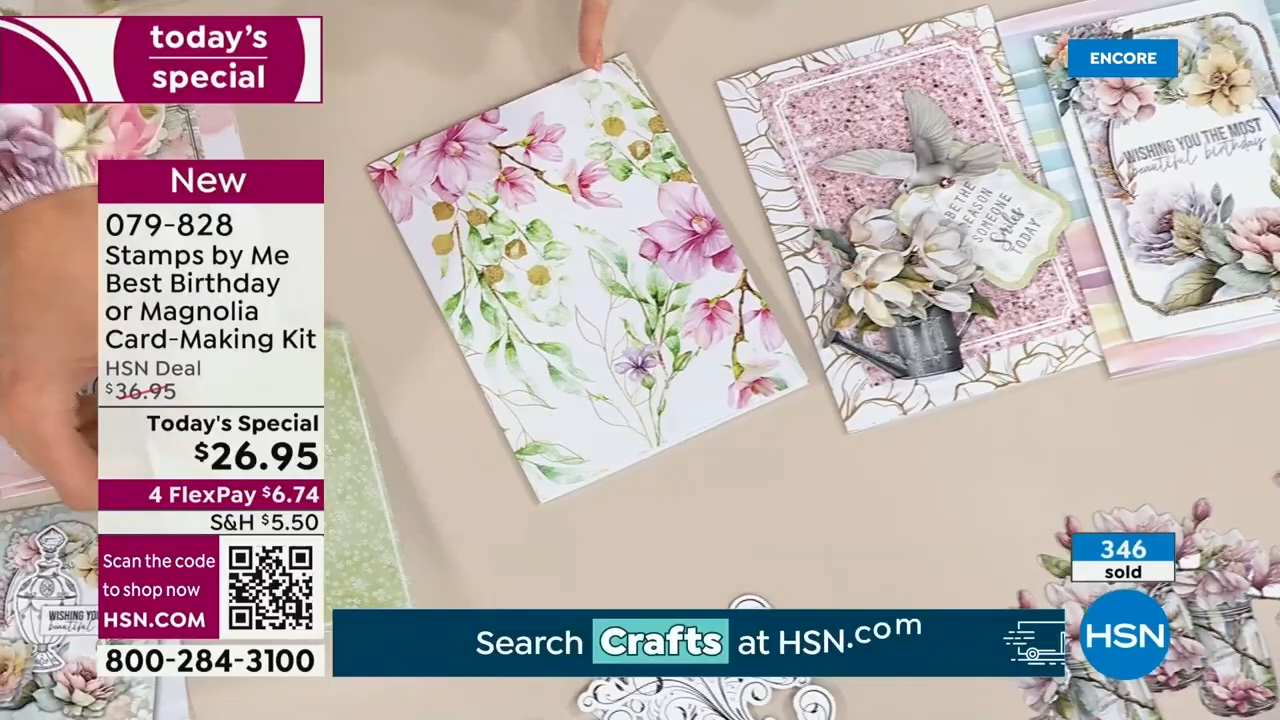 today's
special
New
079-828
Stamps by Me
Best Birthday
or Magnolia
Card-Making Kit
HSN Deal
$36.95
Today's Special
$26.95
4 FlexPay $6.74
S&H $5.50
Scan the code
to shop now
HSN.COM
800-284-3100
ENCORE
BE THE
REASON
SOMEONE
Smiles
TODAY
WISHING YOU THE MOST
beautiful birthday
WISHING YO
beautiful
346
sold
HSN
Search Crafts at HSN.com